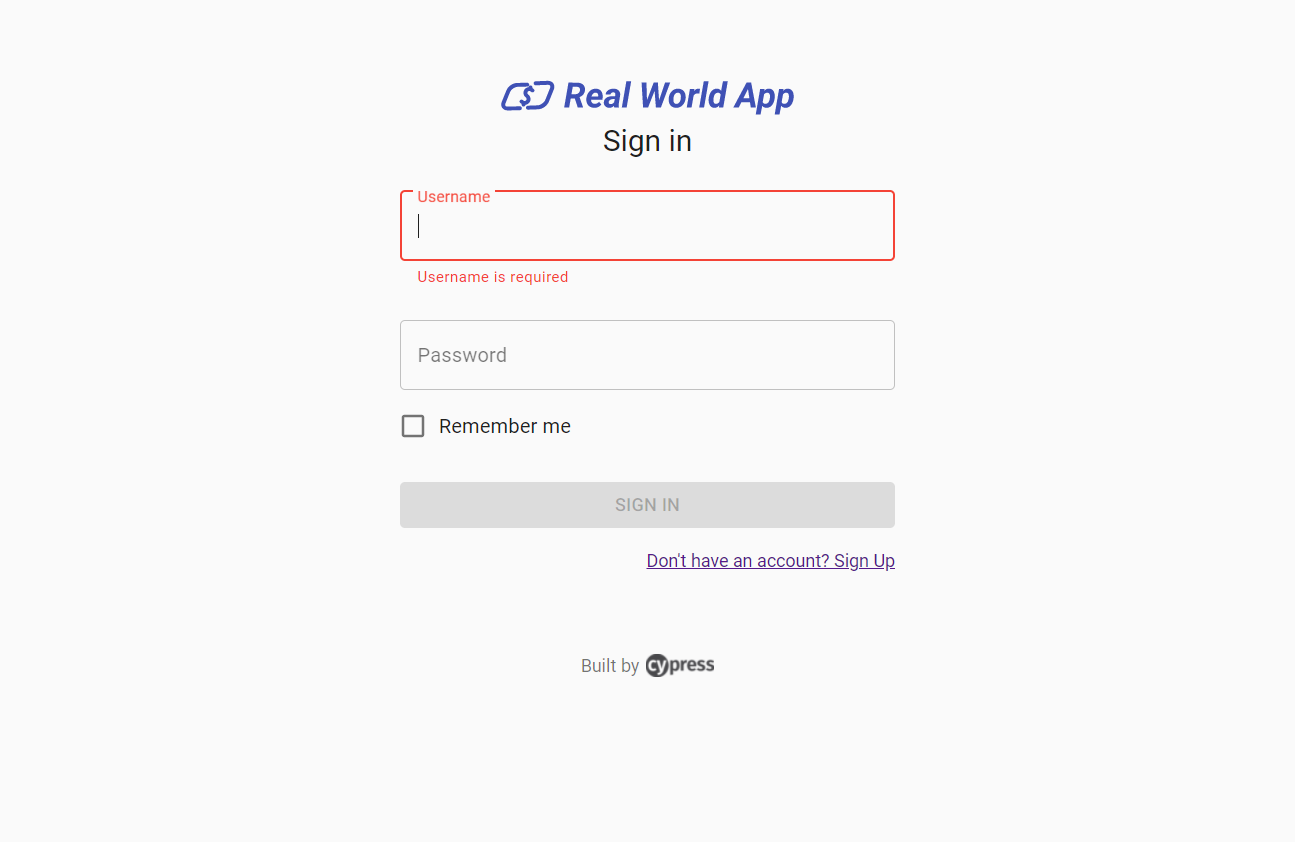 Real World App
Sign in
Username
Username is required
Password
Remember me
SIGN IN
Don't have an account? Sign Up
Built by cypress